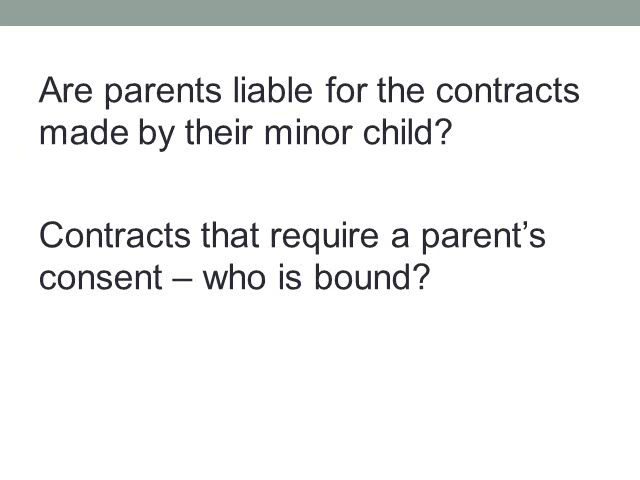 Are parents liable for the contracts
made by their minor child?
Contracts that require a parent’s
consent – who is bound?